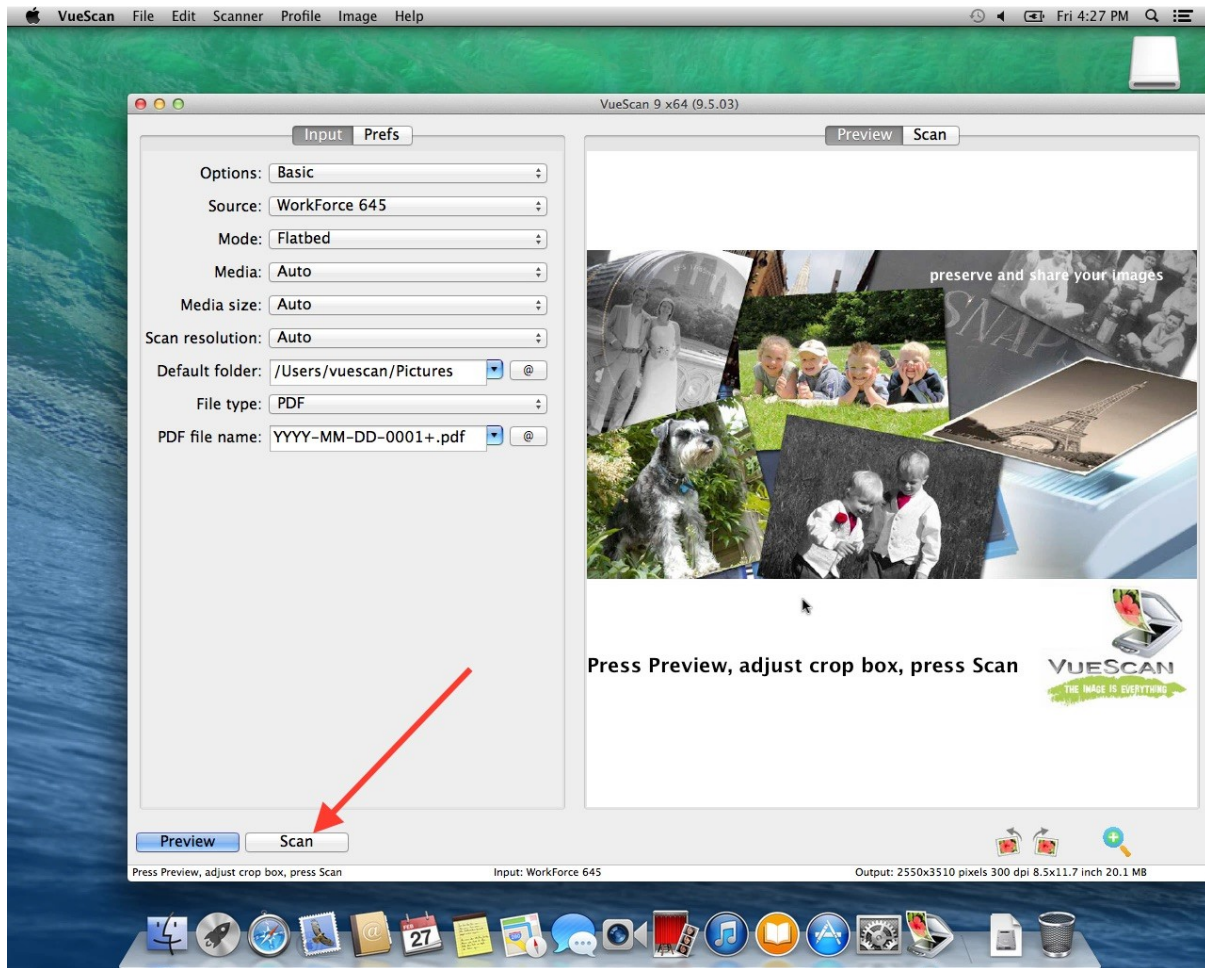 VueScan File Edit Scanner Profile Image Help Fri 4:27 PM
VueScan 9 x64 (9.5.03)
Input Prefs
Preview Scan
Options: Basic
Source: WorkForce 645
Mode: Flatbed
Media: Auto
Media size: Auto
Scan resolution: Auto
Default folder: /Users/vuescan/Pictures @
File type: PDF
PDF file name: YYYY-MM-DD-0001+.pdf @
preserve and share your images
SNAP
Press Preview, adjust crop box, press Scan
VUESCAN
THE IMAGE IS EVERYTHING
Preview Scan
Press Preview, adjust crop box, press Scan Input: WorkForce 645 Output: 2550x3510 pixels 300 dpi 8.5x11.7 inch 20.1 MB
FEB
27